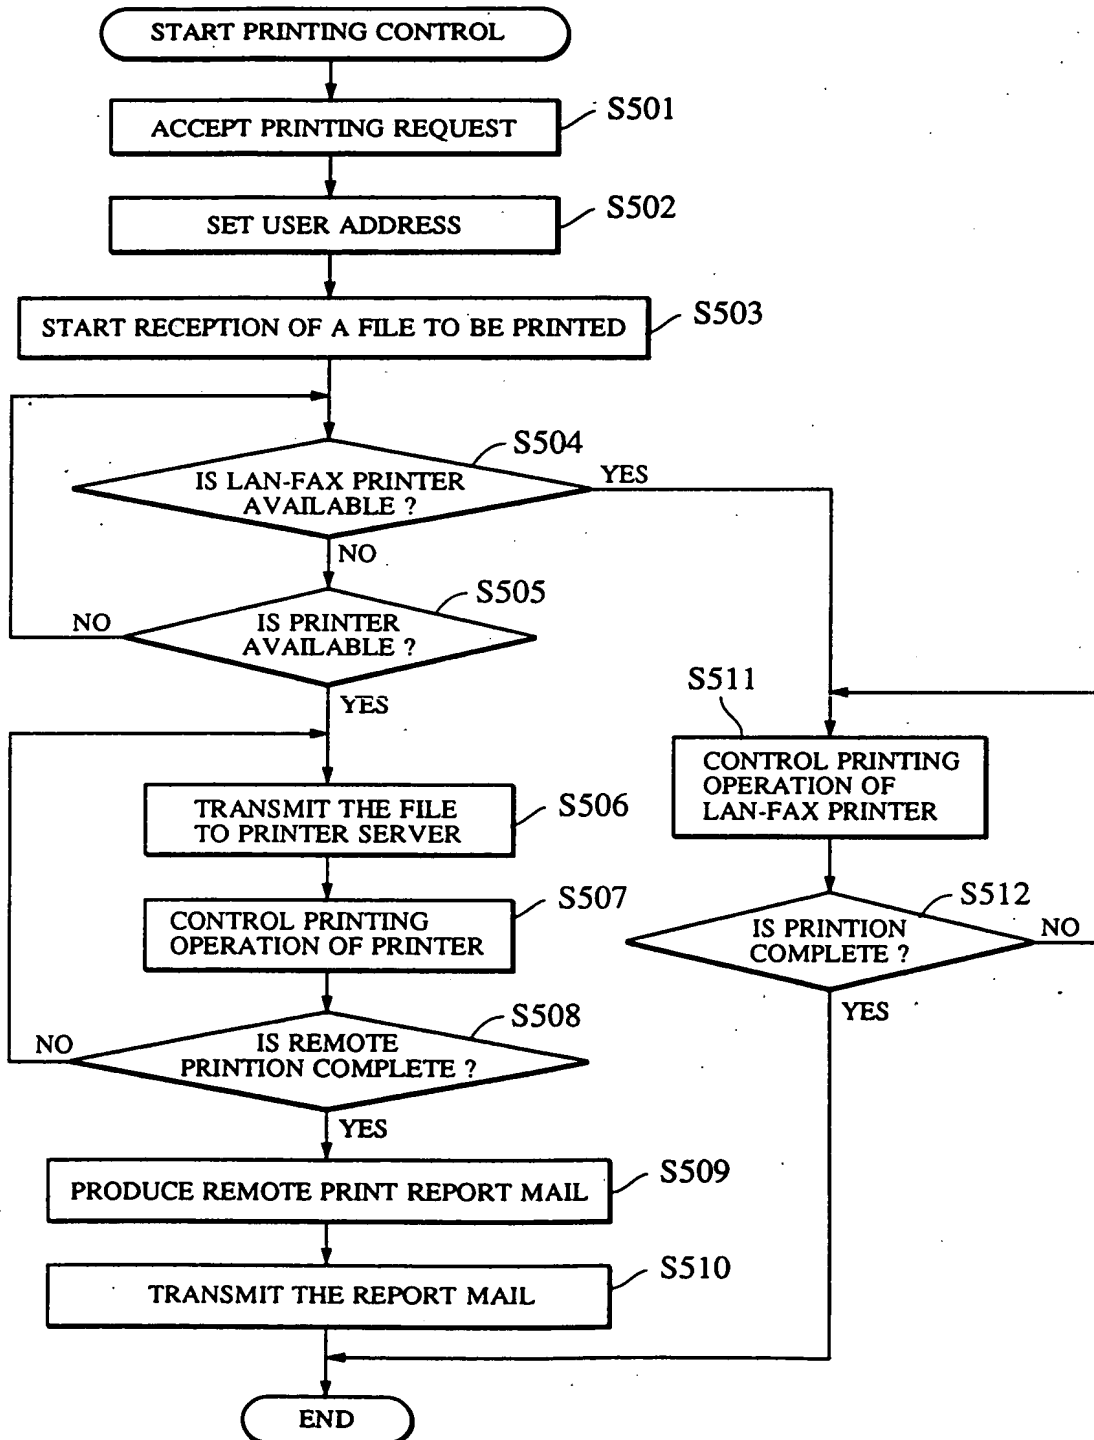 START PRINTING CONTROL
ACCEPT PRINTING REQUEST
S501
SET USER ADDRESS
S502
START RECEPTION OF A FILE TO BE PRINTED
S503
S504
IS LAN-FAX PRINTER
AVAILABLE ?
YES
NO
S505
IS PRINTER
AVAILABLE ?
NO
YES
TRANSMIT THE FILE
TO PRINTER SERVER
S506
CONTROL PRINTING
OPERATION OF PRINTER
S507
S508
IS REMOTE
PRINTION COMPLETE ?
NO
YES
PRODUCE REMOTE PRINT REPORT MAIL
S509
TRANSMIT THE REPORT MAIL
S510
S511
CONTROL PRINTING
OPERATION OF
LAN-FAX PRINTER
S512
IS PRINTION
COMPLETE ?
NO
YES
END